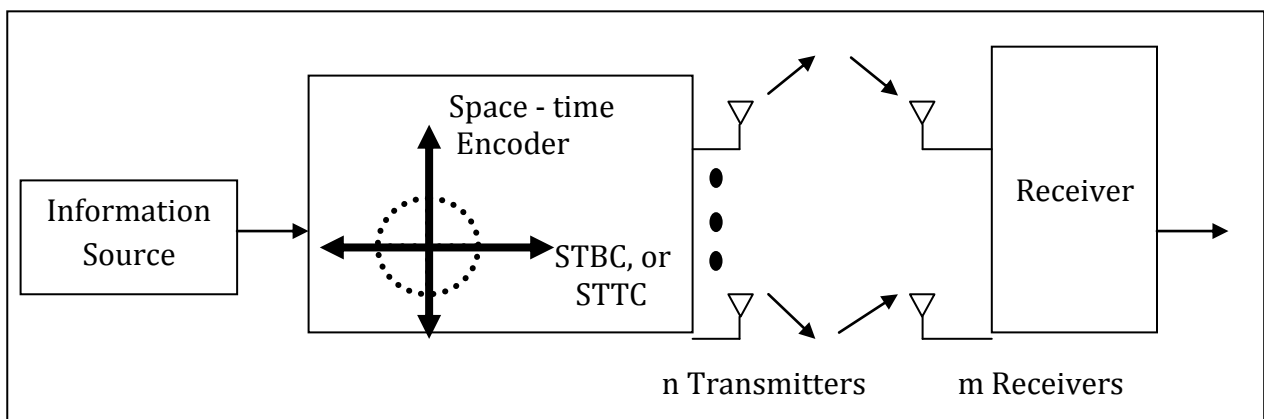 Information
Source
Space - time
Encoder
STBC, or
STTC
Receiver
n Transmitters
m Receivers